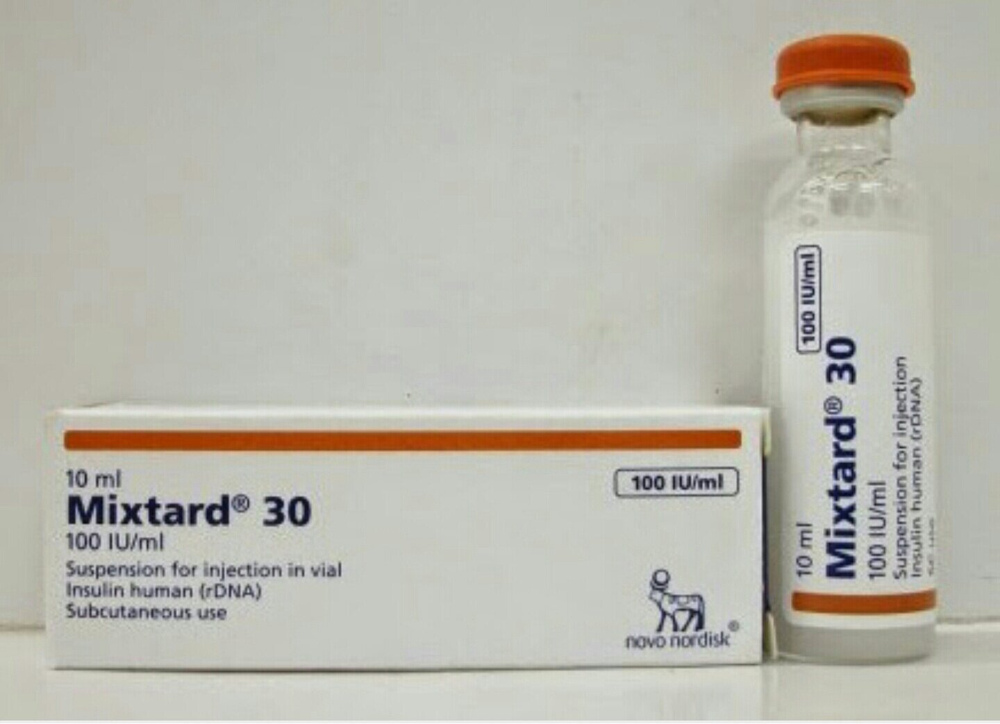 10 ml
Mixtard® 30
100 IU/ml
100 IU/ml
Suspension for injection in vial
Insulin human (rDNA)
Subcutaneous use
novo nordisk®
100 IU/ml
10 ml
Mixtard® 30
100 IU/ml
Suspension for injection
Insulin human (rDNA)